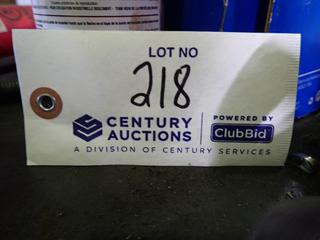 LOT NO
218
CENTURY
AUCTIONS
A DIVISION OF CENTURY SERVICES
POWERED BY
ClubBid